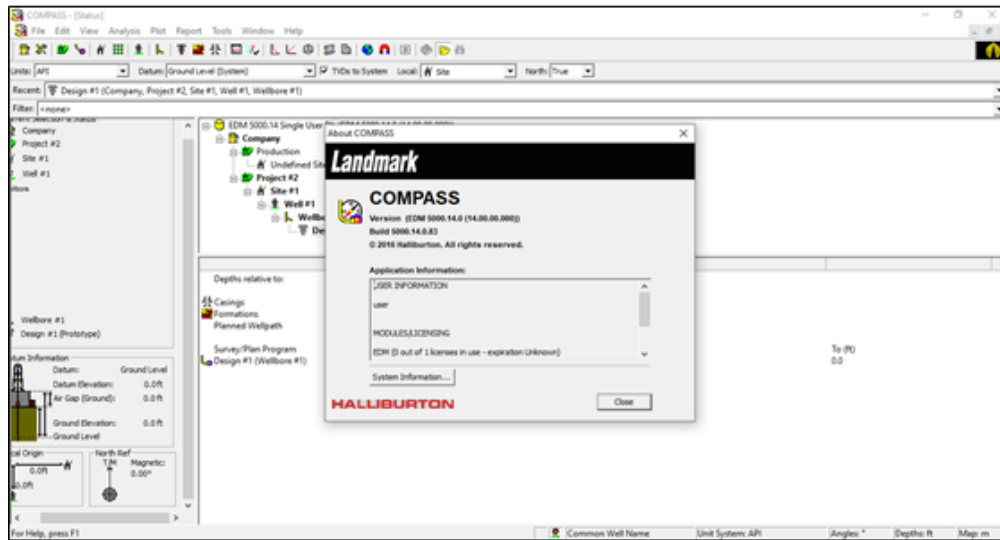 COMPASS - [Status]
File Edit View Analysis Plot Report Tools Window Help
Units: API Datum: Ground Level (System) TVDs to System Local: Site North: True
Recent: Design #1 (Company, Project #2, Site #1, Well #1, Wellbore #1)
Filter: <none>
Company
Project #2
Site #1
Well #1
Wellbore #1
Design #1 (Prototype)
Datum: Ground Level
Datum Elevation: 0.0ft
Air Gap (Ground): 0.0ft
Ground Elevation: 0.0ft
Ground Level
North Ref
0.0ft
T/M Magnetic:
0.00°
0.0ft
EDM 5000.14 Single User
Company
Production
Undefined
Project #2
Site #1
Well #1
Depths relative to:
Casings
Formations
Planned Wellpath
Survey/Plan Program
Design #1 (Wellbore #1)
To (ft)
0.0
About COMPASS
Landmark
COMPASS
Version (EDM 5000.14.0 (14.00.00.000))
Build 5000.14.0.83
© 2016 Halliburton. All rights reserved.
Application Information:
USER INFORMATION
user
MODULES/LICENSING
EDM (0 out of 1 licenses in use - expiration Unknown)
System Information...
HALLIBURTON
Close
For Help, press F1
Common Well Name
Unit System: API
Angles: °
Depths: ft
Map: m